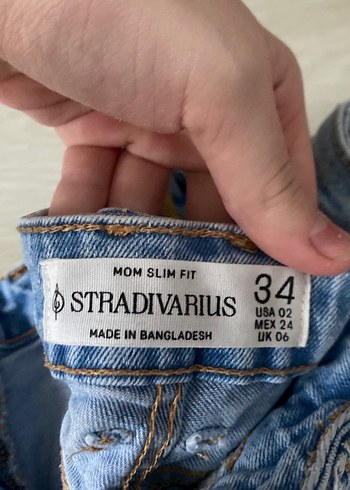 MOM SLIM FIT
STRADIVARIUS
MADE IN BANGLADESH
34
USA 02
MEX 24
UK 06